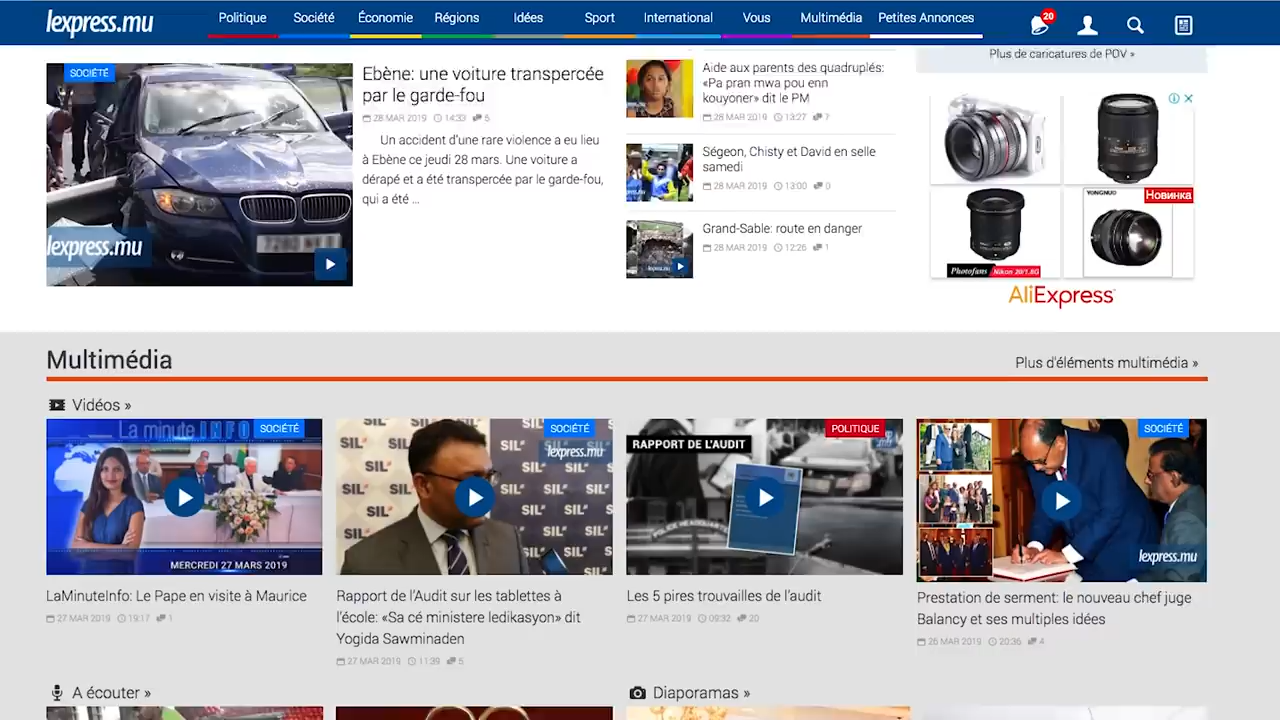 lexpress.mu
Politique
Société
Économie
Régions
Idées
Sport
International
Vous
Multimédia
Petites Annonces
20
SOCIÉTÉ
lexpress.mu
Ebène: une voiture transpercée
par le garde-fou
28 MAR 2019 14:33 6
Un accident d'une rare violence a eu lieu
à Ebène ce jeudi 28 mars. Une voiture a
dérapé et a été transpercée par le garde-fou,
qui a été ...
Aide aux parents des quadruplés:
«Pa pran mwa pou enn
kouyoner» dit le PM
28 MAR 2019 13:27 7
Ségeon, Chisty et David en selle
samedi
28 MAR 2019 13:00 0
Grand-Sable: route en danger
28 MAR 2019 12:26 1
Plus de caricatures de POV »
YONGNUO
Новинка
Photofans Nikon 20/1.8G
AliExpress
Multimédia
Plus d'éléments multimédia »
Vidéos »
La minute INFO
SOCIÉTÉ
MERCREDI 27 MARS 2019
LaMinuteInfo: Le Pape en visite à Maurice
27 MAR 2019 19:17 1
SIL
SOCIÉTÉ
lexpress.mu
Rapport de l'Audit sur les tablettes à
l'école: «Sa cé ministere ledikasyon» dit
Yogida Sawminaden
27 MAR 2019 11:39 5
POLITIQUE
RAPPORT DE L'AUDIT
Les 5 pires trouvailles de l'audit
27 MAR 2019 09:32 20
SOCIÉTÉ
lexpress.mu
Prestation de serment: le nouveau chef juge
Balancy et ses multiples idées
26 MAR 2019 20:36 4
A écouter »
Diaporamas »